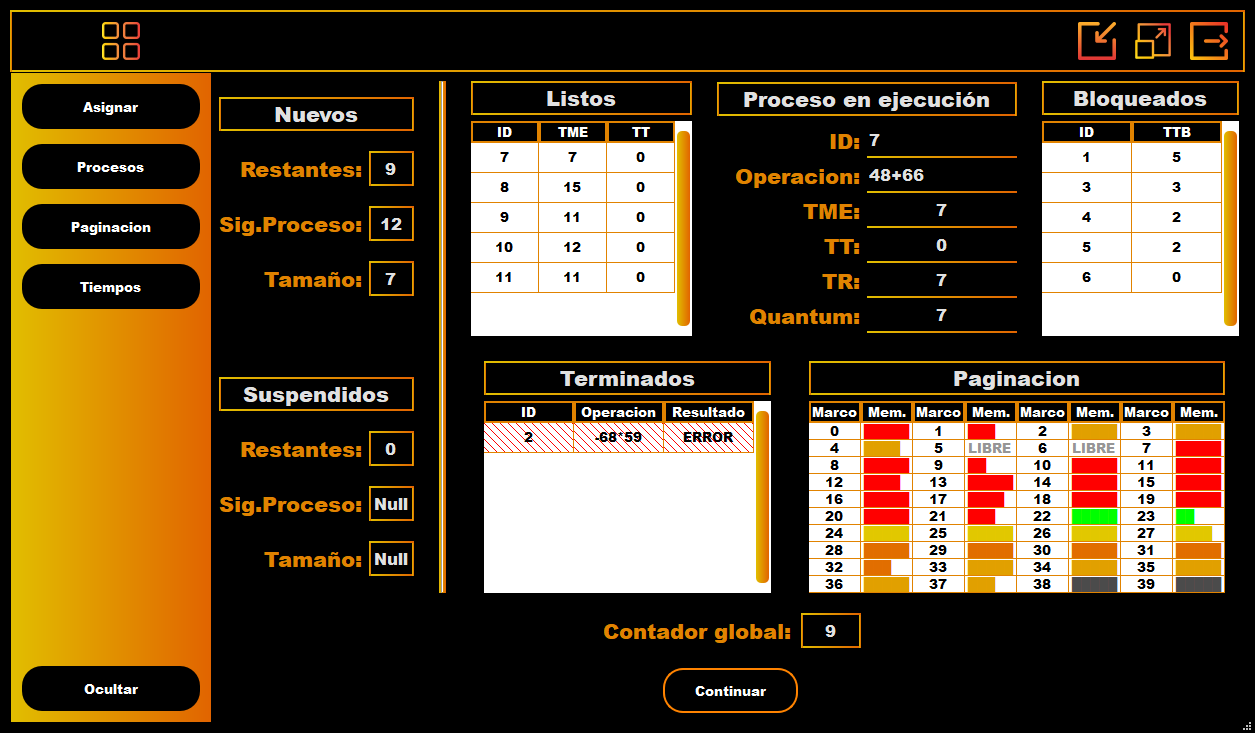 Asignar
Procesos
Paginacion
Tiempos
Ocultar
Nuevos
Restantes: 9
Sig.Proceso: 12
Tamaño: 7
Suspendidos
Restantes: 0
Sig.Proceso: Null
Tamaño: Null
Listos
ID TME TT
7 7 0
8 15 0
9 11 0
10 12 0
11 11 0
Proceso en ejecución
ID: 7
Operacion: 48+66
TME: 7
TT: 0
TR: 7
Quantum: 7
Bloqueados
ID TTB
1 5
3 3
4 2
5 2
6 0
Terminados
ID Operacion Resultado
2 -68*59 ERROR
Paginacion
Marco Mem. Marco Mem. Marco Mem. Marco Mem.
0 1 2 3
4 5 LIBRE 6 LIBRE 7
8 9 10 11
12 13 14 15
16 17 18 19
20 21 22 23
24 25 26 27
28 29 30 31
32 33 34 35
36 37 38 39
Contador global: 9
Continuar